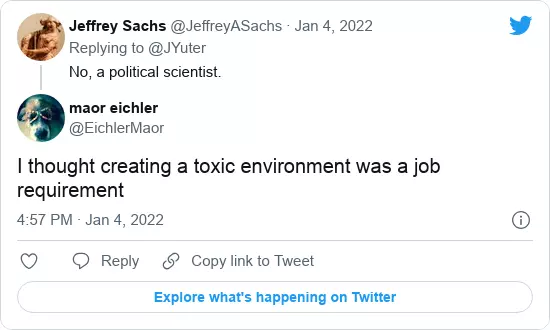 Jeffrey Sachs @JeffreyASachs · Jan 4, 2022
Replying to @JYuter
No, a political scientist.
maor eichler
@EichlerMaor
I thought creating a toxic environment was a job
requirement
4:57 PM · Jan 4, 2022
Reply Copy link to Tweet
Explore what's happening on Twitter